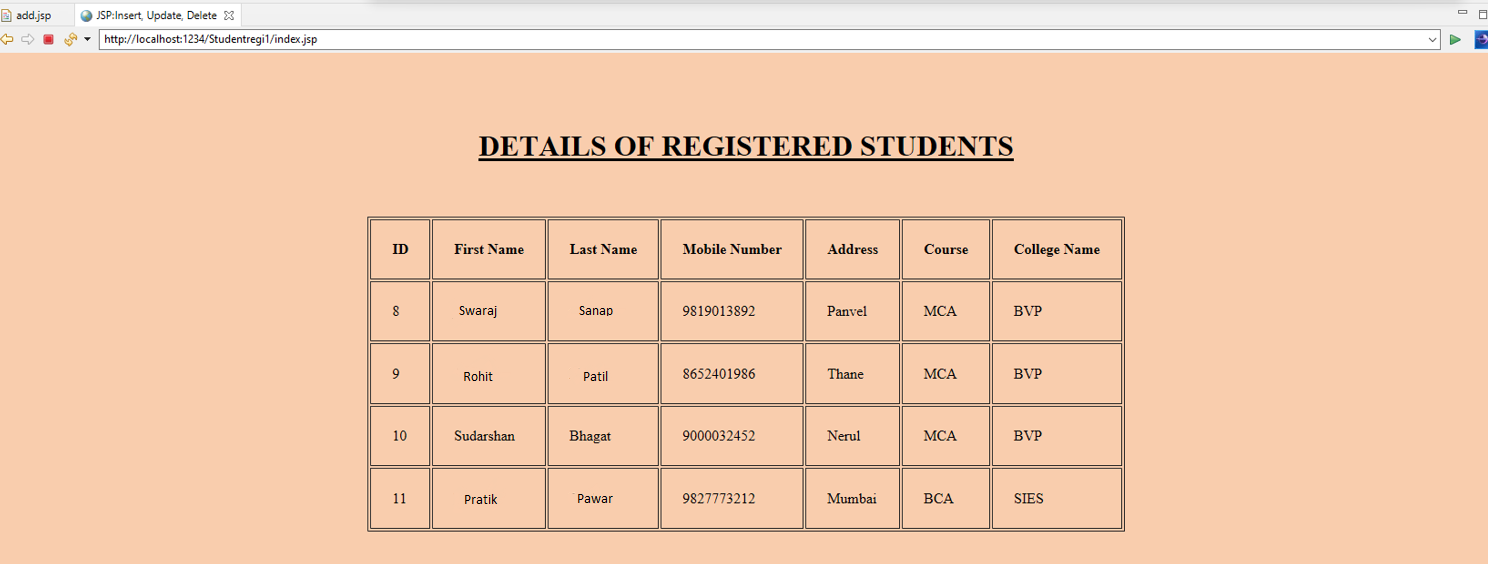 add.jsp JSP:Insert, Update, Delete
http://localhost:1234/Studentregi1/index.jsp
DETAILS OF REGISTERED STUDENTS
ID First Name Last Name Mobile Number Address Course College Name
8 Swaraj Sanap 9819013892 Panvel MCA BVP
9 Rohit Patil 8652401986 Thane MCA BVP
10 Sudarshan Bhagat 9000032452 Nerul MCA BVP
11 Pratik Pawar 9827773212 Mumbai BCA SIES